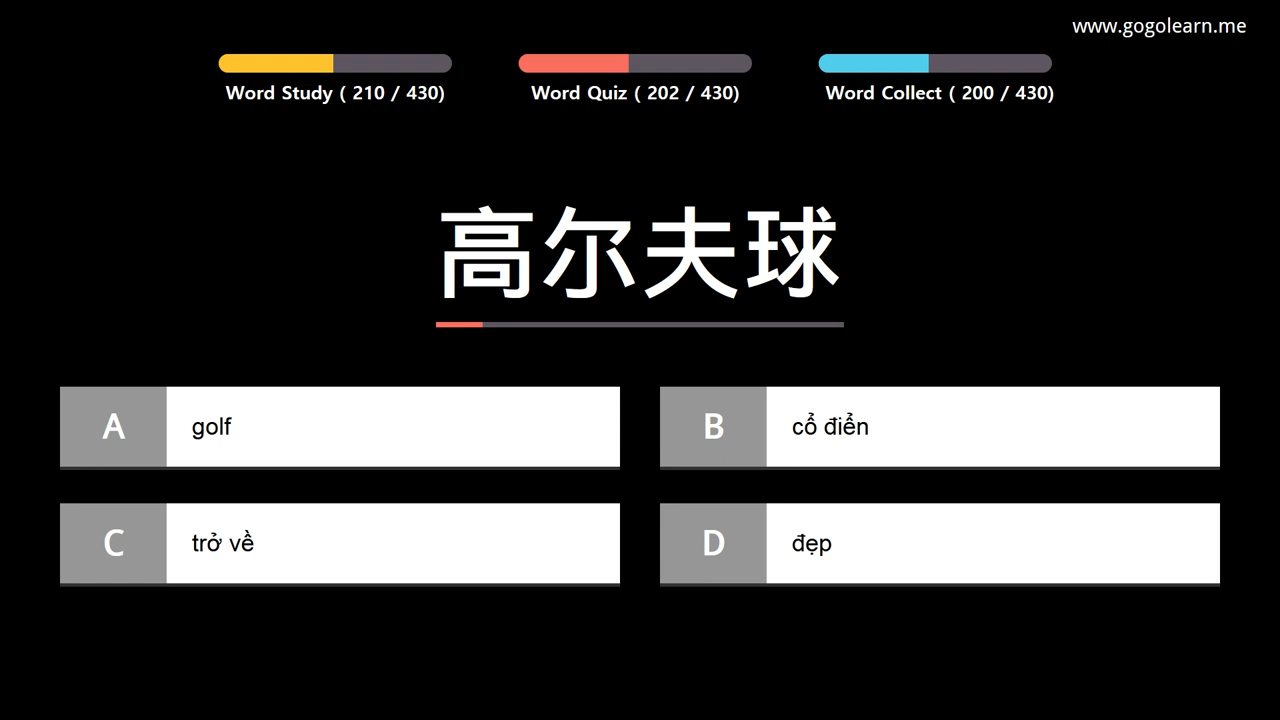 www.gogolearn.me
Word Study ( 210 / 430)
Word Quiz ( 202 / 430)
Word Collect ( 200 / 430)
高尔夫球
A golf
B cổ điển
C trở về
D đẹp